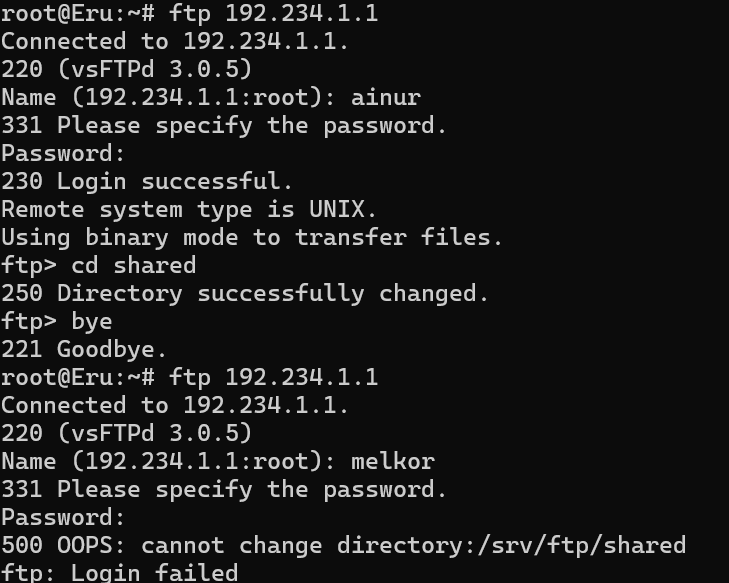 root@Eru:~# ftp 192.234.1.1
Connected to 192.234.1.1.
220 (vsFTPd 3.0.5)
Name (192.234.1.1:root): ainur
331 Please specify the password.
Password:
230 Login successful.
Remote system type is UNIX.
Using binary mode to transfer files.
ftp> cd shared
250 Directory successfully changed.
ftp> bye
221 Goodbye.
root@Eru:~# ftp 192.234.1.1
Connected to 192.234.1.1.
220 (vsFTPd 3.0.5)
Name (192.234.1.1:root): melkor
331 Please specify the password.
Password:
500 OOPS: cannot change directory:/srv/ftp/shared
ftp: Login failed